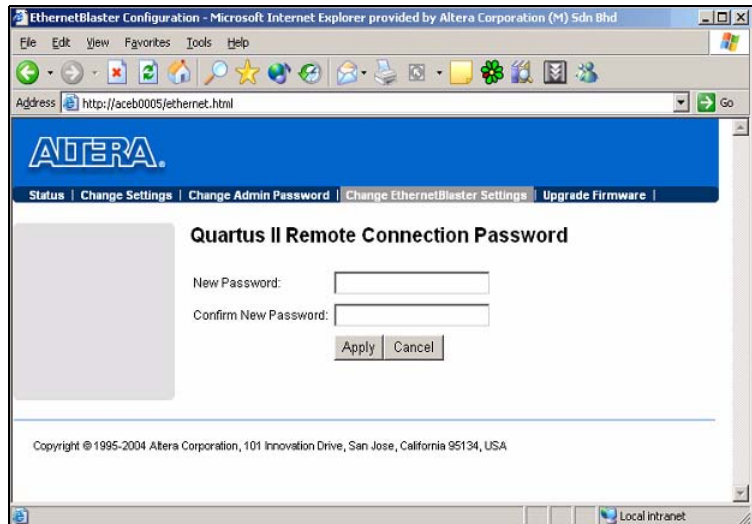 EthernetBlaster Configuration - Microsoft Internet Explorer provided by Altera Corporation (M) Sdn Bhd
File Edit View Favorites Tools Help
Address http://aceb0005/ethernet.html Go
ALTERA.
Status | Change Settings | Change Admin Password | Change EthernetBlaster Settings | Upgrade Firmware |
Quartus II Remote Connection Password
New Password:
Confirm New Password:
Apply Cancel
Copyright © 1995-2004 Altera Corporation, 101 Innovation Drive, San Jose, California 95134, USA
Local intranet